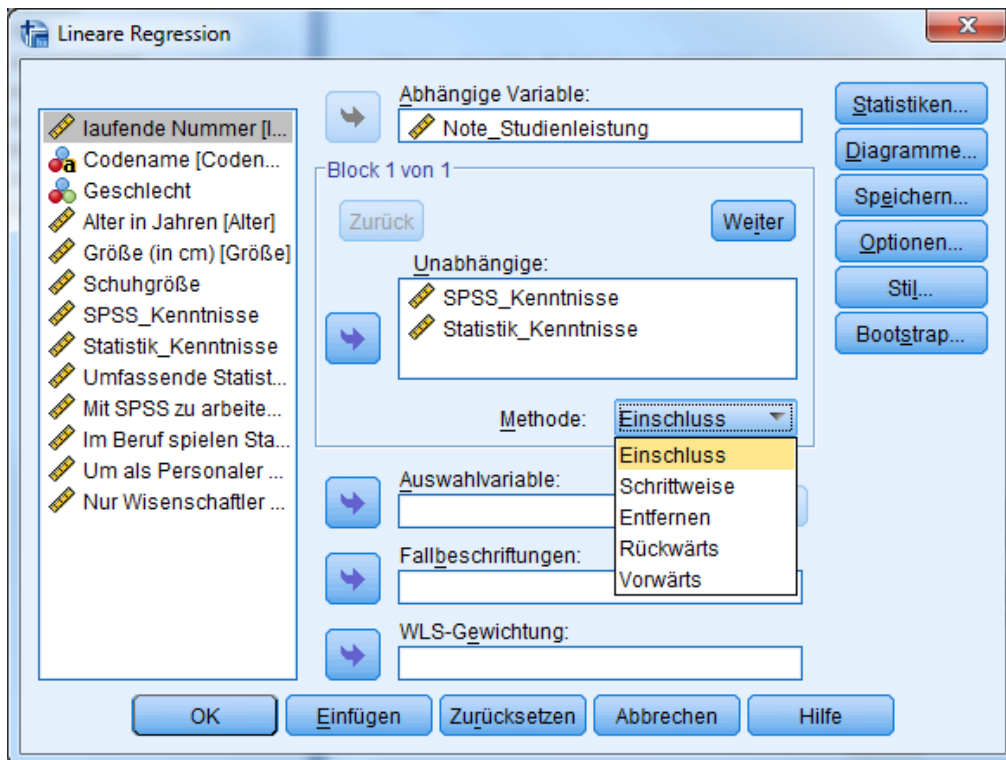 Lineare Regression
laufende Nummer [l...
Codename [Coden...
Geschlecht
Alter in Jahren [Alter]
Größe (in cm) [Größe]
Schuhgröße
SPSS_Kenntnisse
Statistik_Kenntnisse
Umfassende Statist...
Mit SPSS zu arbeite...
Im Beruf spielen Sta...
Um als Personaler ...
Nur Wisenschaftler ...
Abhängige Variable:
Note_Studienleistung
Block 1 von 1
Zurück
Weiter
Unabhängige:
SPSS_Kenntnisse
Statistik_Kenntnisse
Methode:
Einschluss
Einschluss
Schrittweise
Entfernen
Rückwärts
Vorwärts
Auswahlvariable:
Fallbeschriftungen:
WLS-Gewichtung:
Statistiken...
Diagramme...
Speichern...
Optionen...
Stil...
Bootstrap...
OK
Einfügen
Zurücksetzen
Abbrechen
Hilfe